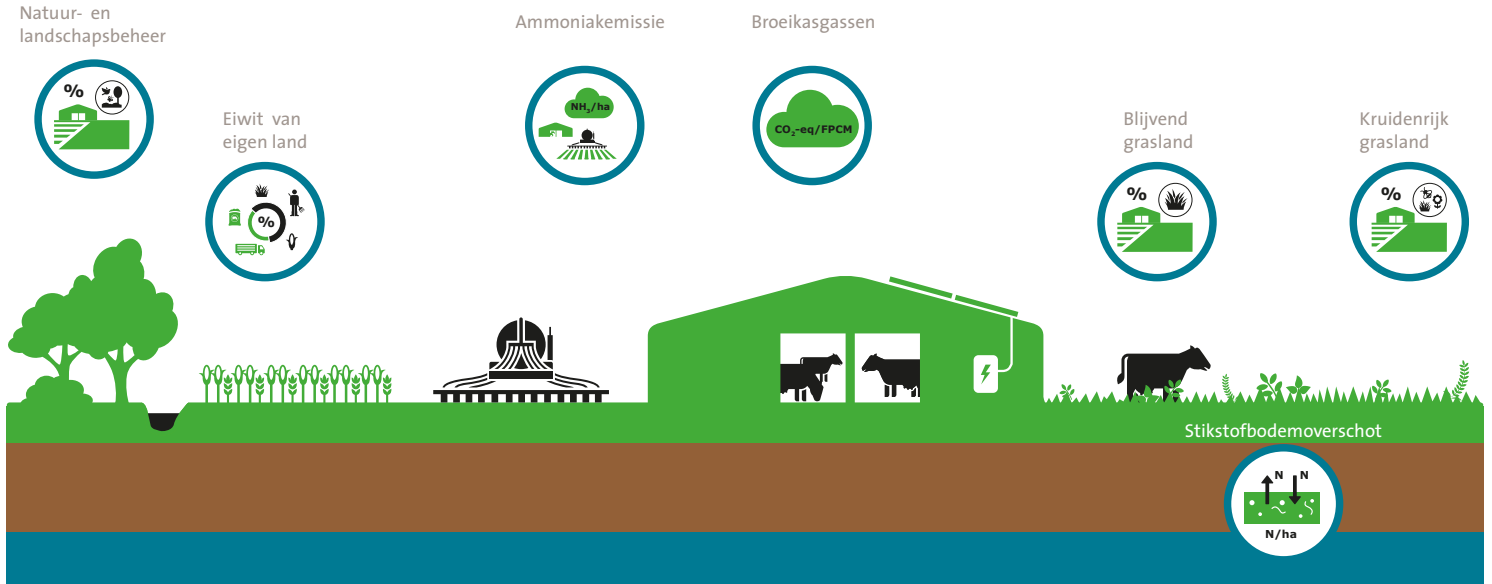 Natuur- en
landschapsbeheer
%
Eiwit van
eigen land
%
Ammoniakemissie
NH₃/ha
Broeikasgassen
CO₂-eq/FPCM
Blijvend
grasland
%
Kruidenrijk
grasland
%
Stikstofbodemoverschot
N N
N/ha